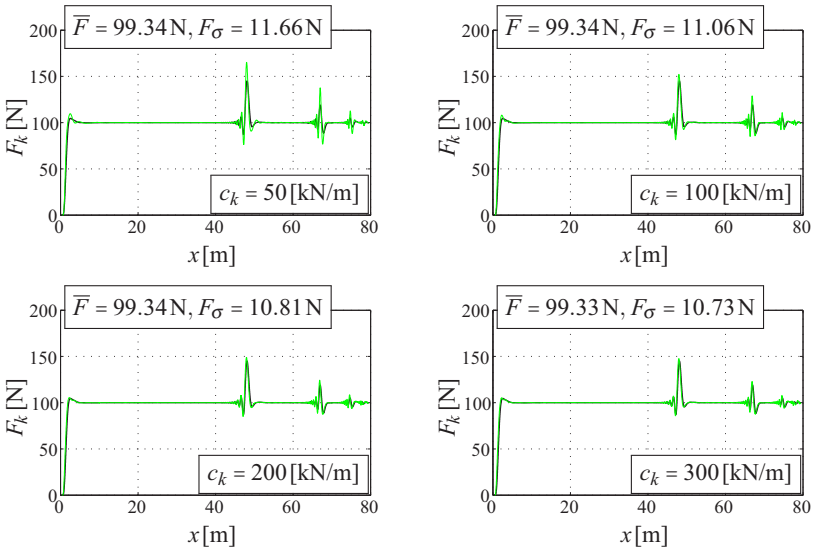 F̅ = 99.34 N, Fσ = 11.66 N
200
150
100
50
0
Fk [N]
ck = 50 [kN/m]
0 20 40 60 80
x [m]
F̅ = 99.34 N, Fσ = 11.06 N
200
150
100
50
0
Fk [N]
ck = 100 [kN/m]
0 20 40 60 80
x [m]
F̅ = 99.34 N, Fσ = 10.81 N
200
150
100
50
0
Fk [N]
ck = 200 [kN/m]
0 20 40 60 80
x [m]
F̅ = 99.33 N, Fσ = 10.73 N
200
150
100
50
0
Fk [N]
ck = 300 [kN/m]
0 20 40 60 80
x [m]